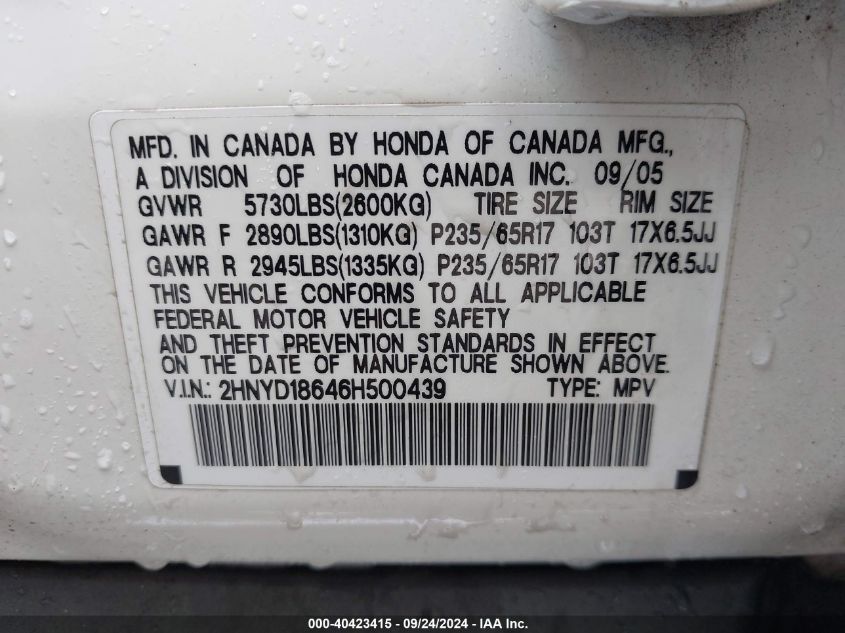 MFD. IN CANADA BY HONDA OF CANADA MFG.,
A DIVISION OF HONDA CANADA INC. 09/05
GVWR 5730LBS(2600KG) TIRE SIZE RIM SIZE
GAWR F 2890LBS(1310KG) P235/65R17 103T 17X6.5JJ
GAWR R 2945LBS(1335KG) P235/65R17 103T 17X6.5JJ
THIS VEHICLE CONFORMS TO ALL APPLICABLE
FEDERAL MOTOR VEHICLE SAFETY
AND THEFT PREVENTION STANDARDS IN EFFECT
ON THE DATE OF MANUFACTURE SHOWN ABOVE.
V.I.N.: 2HNYD18646H500439 TYPE: MPV
000-40423415 - 09/24/2024 - IAA Inc.